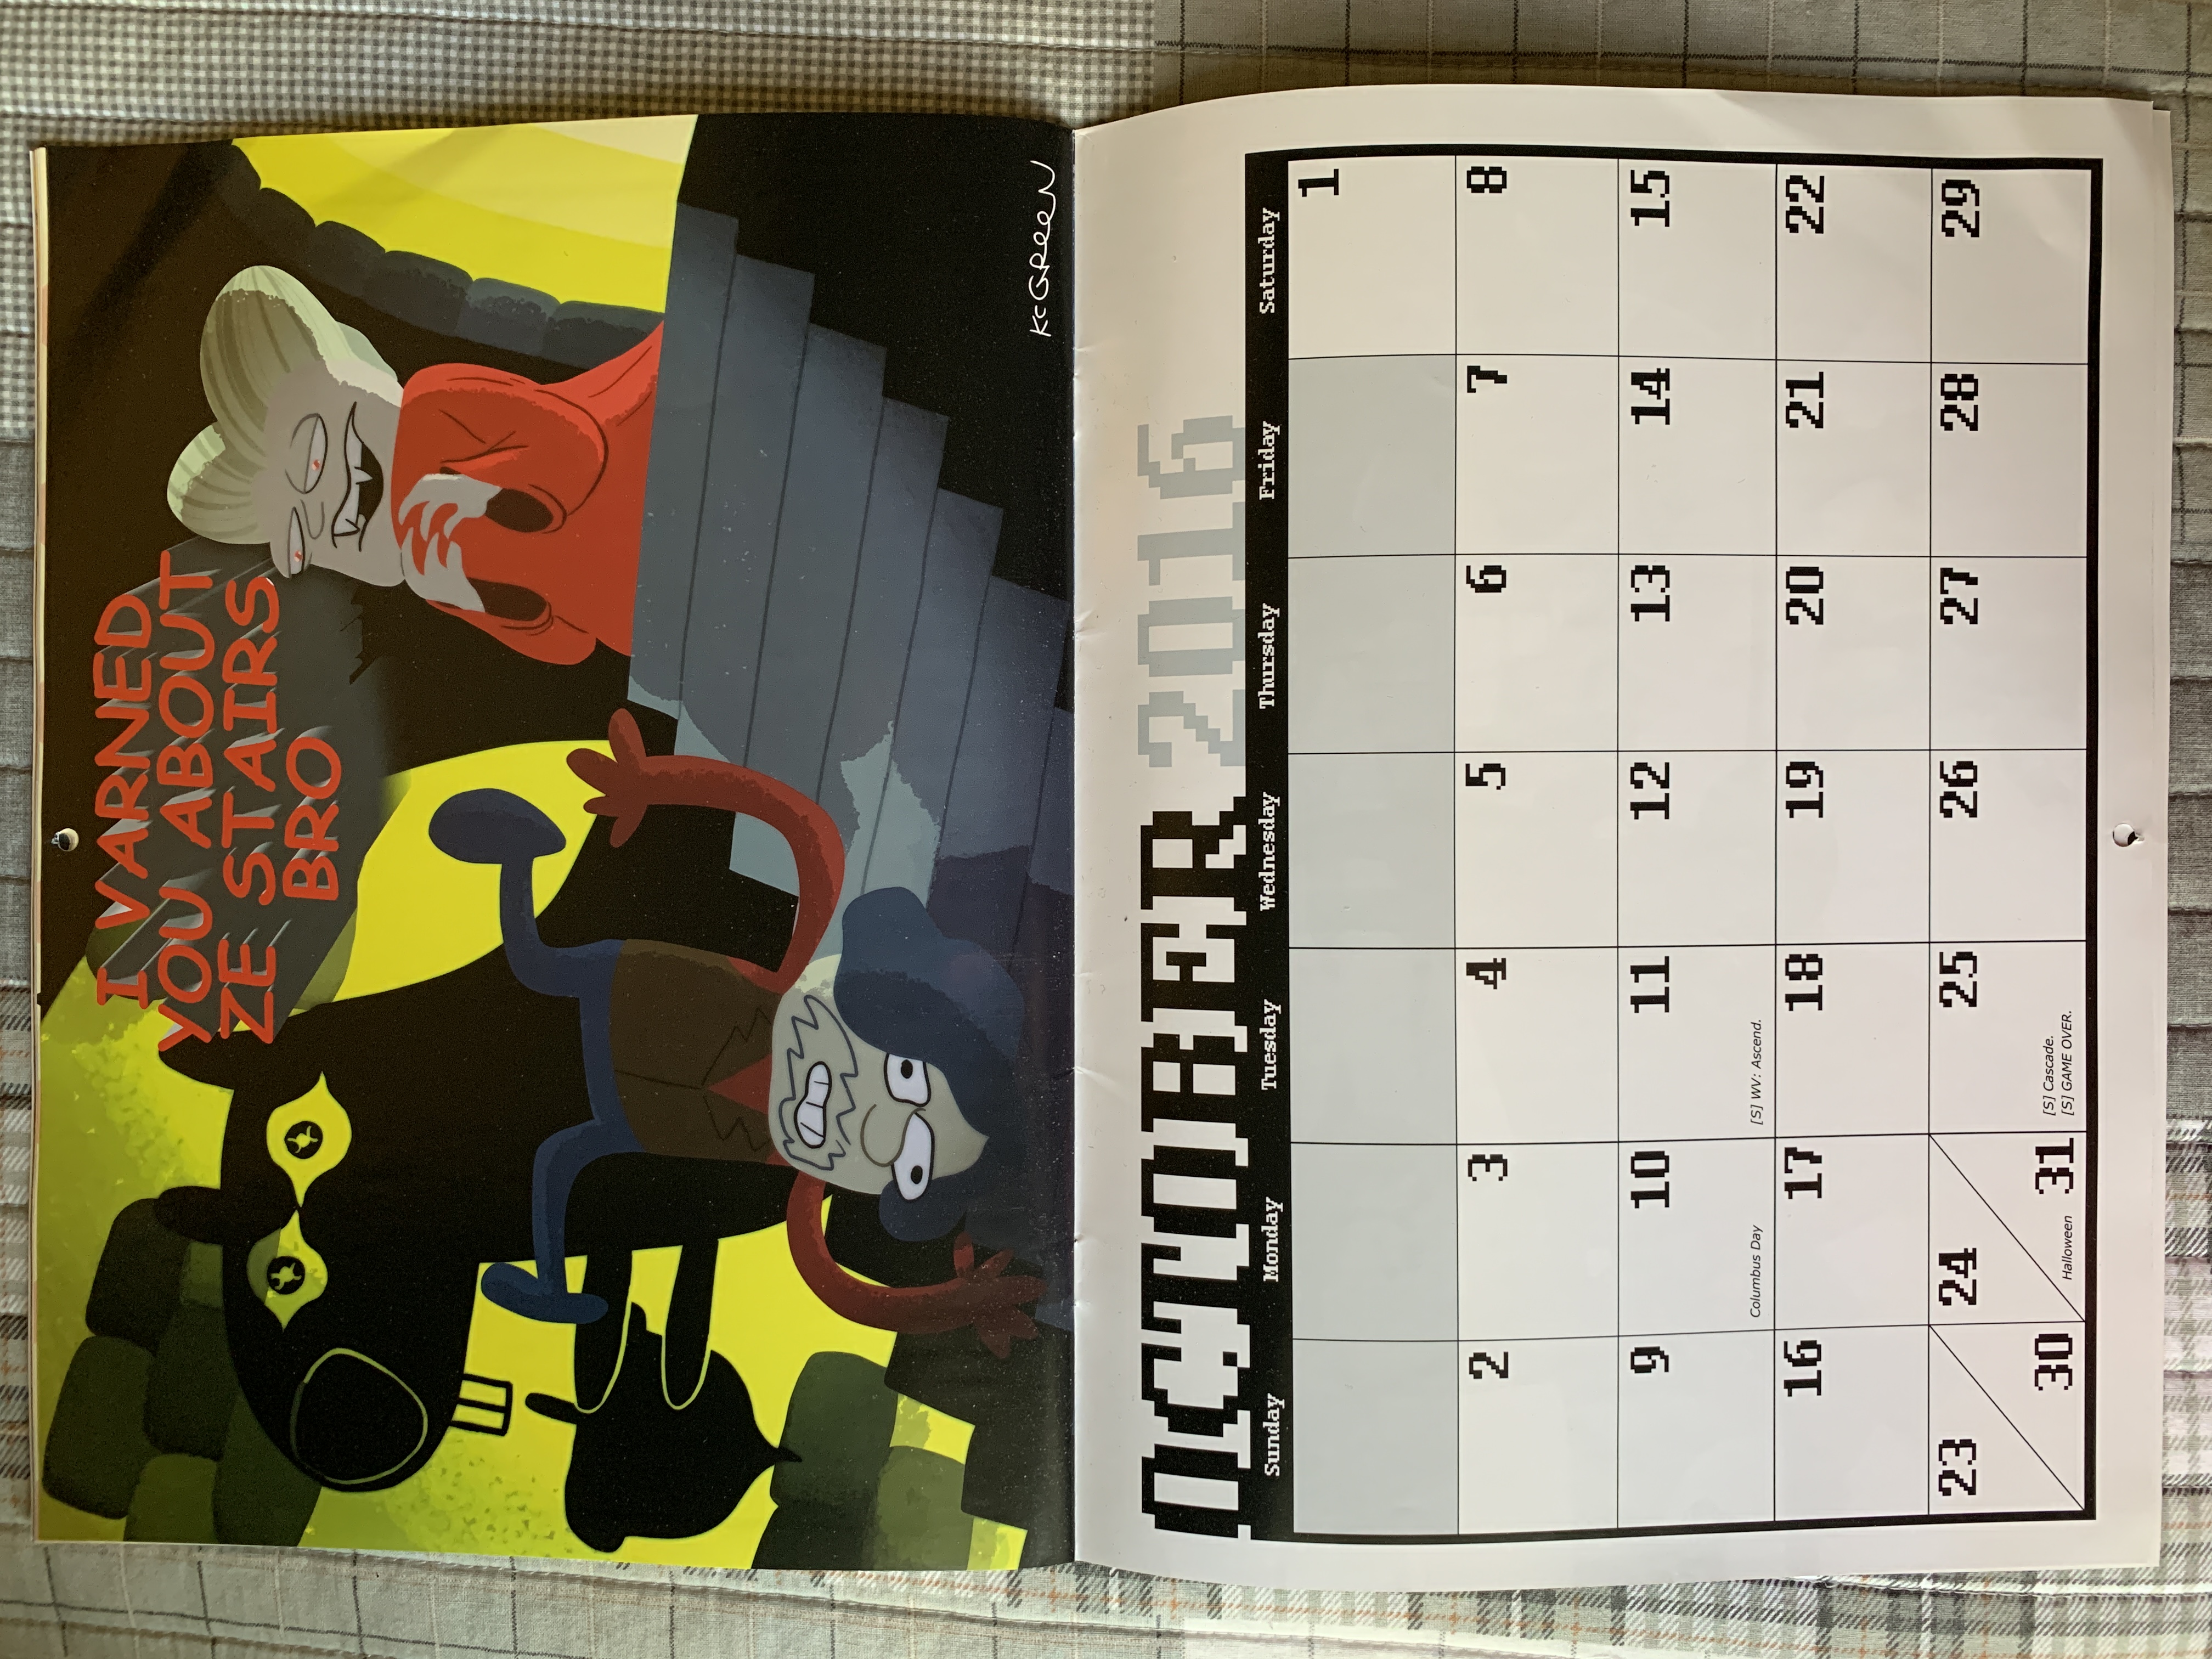 I VARNED
YOU ABOUT
ZE STAIRS
BRO
KC GREEN
OCTOBER 2016
Sunday Monday Tuesday Wednesday Thursday Friday Saturday
1
2 3 4 5 6 7 8
9 10 11 12 13 14 15
Columbus Day [S] WV: Ascend.
16 17 18 19 20 21 22
23 24 25 26 27 28 29
30 31
Halloween
[S] Cascade.
[S] GAME OVER.